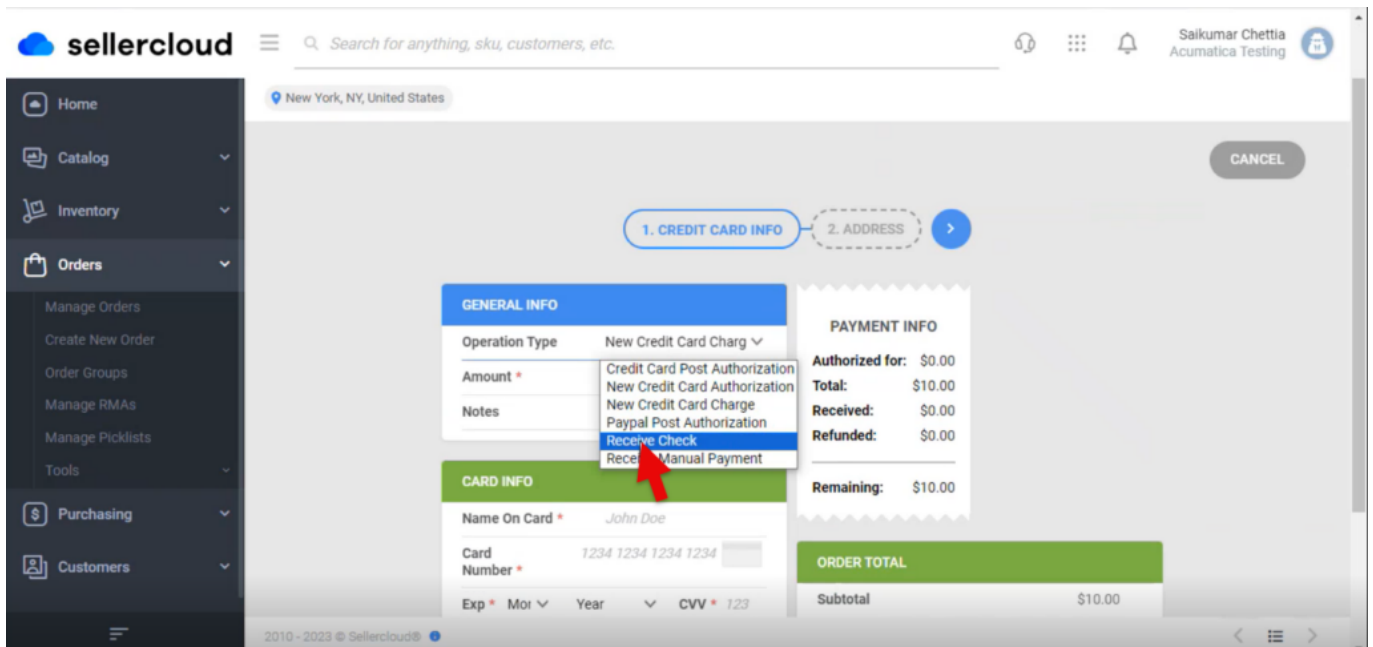 sellercloud
Search for anything, sku, customers, etc.
Saikumar Chettia
Acumatica Testing
Home
Catalog
Inventory
Orders
Manage Orders
Create New Order
Order Groups
Manage RMAs
Manage Picklists
Tools
Purchasing
Customers
New York, NY, United States
CANCEL
1. CREDIT CARD INFO
2. ADDRESS
GENERAL INFO
Operation Type New Credit Card Charg
Amount *
Notes
Credit Card Post Authorization
New Credit Card Authorization
New Credit Card Charge
Paypal Post Authorization
Receive Check
Manual Payment
CARD INFO
Name On Card * John Doe
Card 1234 1234 1234 1234
Number *
Exp * Mor Year CVV * 123
PAYMENT INFO
Authorized for: $0.00
Total: $10.00
Received: $0.00
Refunded: $0.00
Remaining: $10.00
ORDER TOTAL
Subtotal $10.00
2010 - 2023 © Sellercloud®